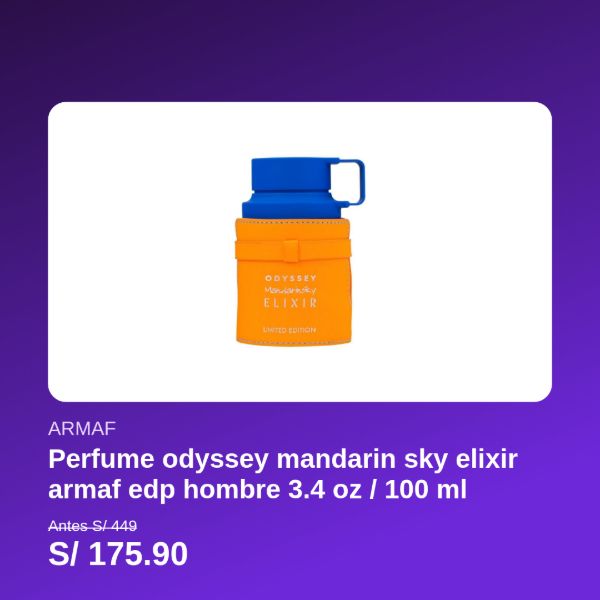 ODYSSEY
Mandarin Sky
ELIXIR
LIMITED EDITION
ARMAF
Perfume odyssey mandarin sky elixir
armaf edp hombre 3.4 oz / 100 ml
Antes S/ 449
S/ 175.90